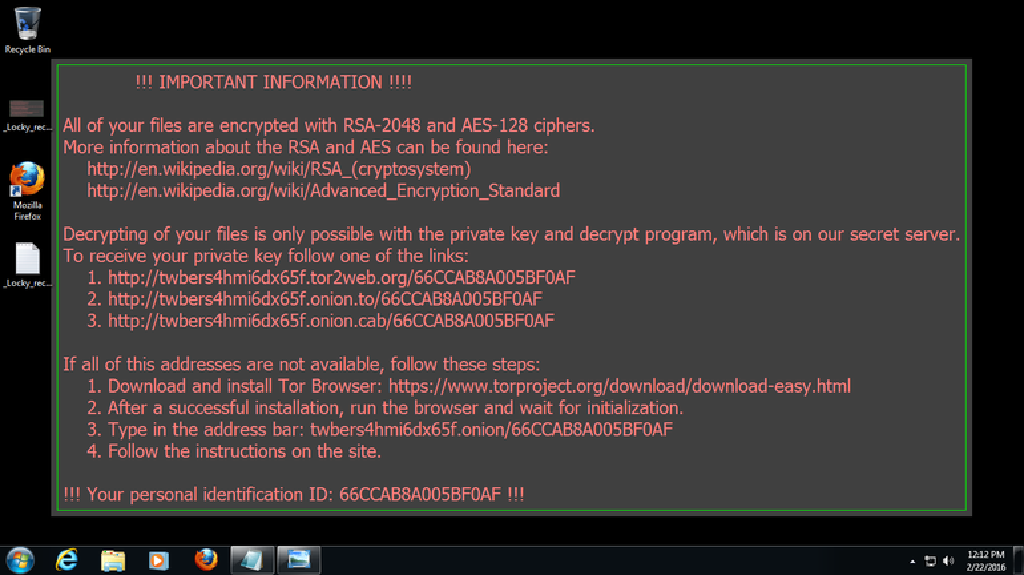 Recycle Bin
!!! IMPORTANT INFORMATION !!!!
All of your files are encrypted with RSA-2048 and AES-128 ciphers.
More information about the RSA and AES can be found here:
http://en.wikipedia.org/wiki/RSA_(cryptosystem)
http://en.wikipedia.org/wiki/Advanced_Encryption_Standard
Decrypting of your files is only possible with the private key and decrypt program, which is on our secret server.
To receive your private key follow one of the links:
1. http://twbers4hmi6dx65f.tor2web.org/66CCAB8A005BF0AF
2. http://twbers4hmi6dx65f.onion.to/66CCAB8A005BF0AF
3. http://twbers4hmi6dx65f.onion.cab/66CCAB8A005BF0AF
If all of this addresses are not available, follow these steps:
1. Download and install Tor Browser: https://www.torproject.org/download/download-easy.html
2. After a successful installation, run the browser and wait for initialization.
3. Type in the address bar: twbers4hmi6dx65f.onion/66CCAB8A005BF0AF
4. Follow the instructions on the site.
!!! Your personal identification ID: 66CCAB8A005BF0AF !!!
_Locky_rec...
Mozilla
Firefox
_Locky_rec...
12:12 PM
2/22/2016